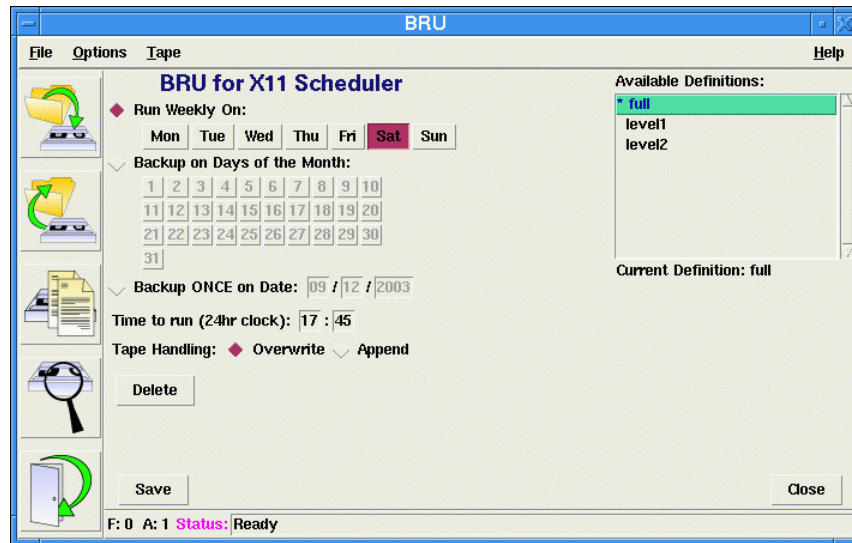 BRU
File Options Tape Help
BRU for X11 Scheduler
Run Weekly On:
Mon Tue Wed Thu Fri Sat Sun
Backup on Days of the Month:
1 2 3 4 5 6 7 8 9 10
11 12 13 14 15 16 17 18 19 20
21 22 23 24 25 26 27 28 29 30
31
Backup ONCE on Date: 09 / 12 / 2003
Time to run (24hr clock): 17 : 45
Tape Handling: Overwrite Append
Delete
Available Definitions:
* full
level1
level2
Current Definition: full
Save Close
F: 0 A: 1 Status: Ready